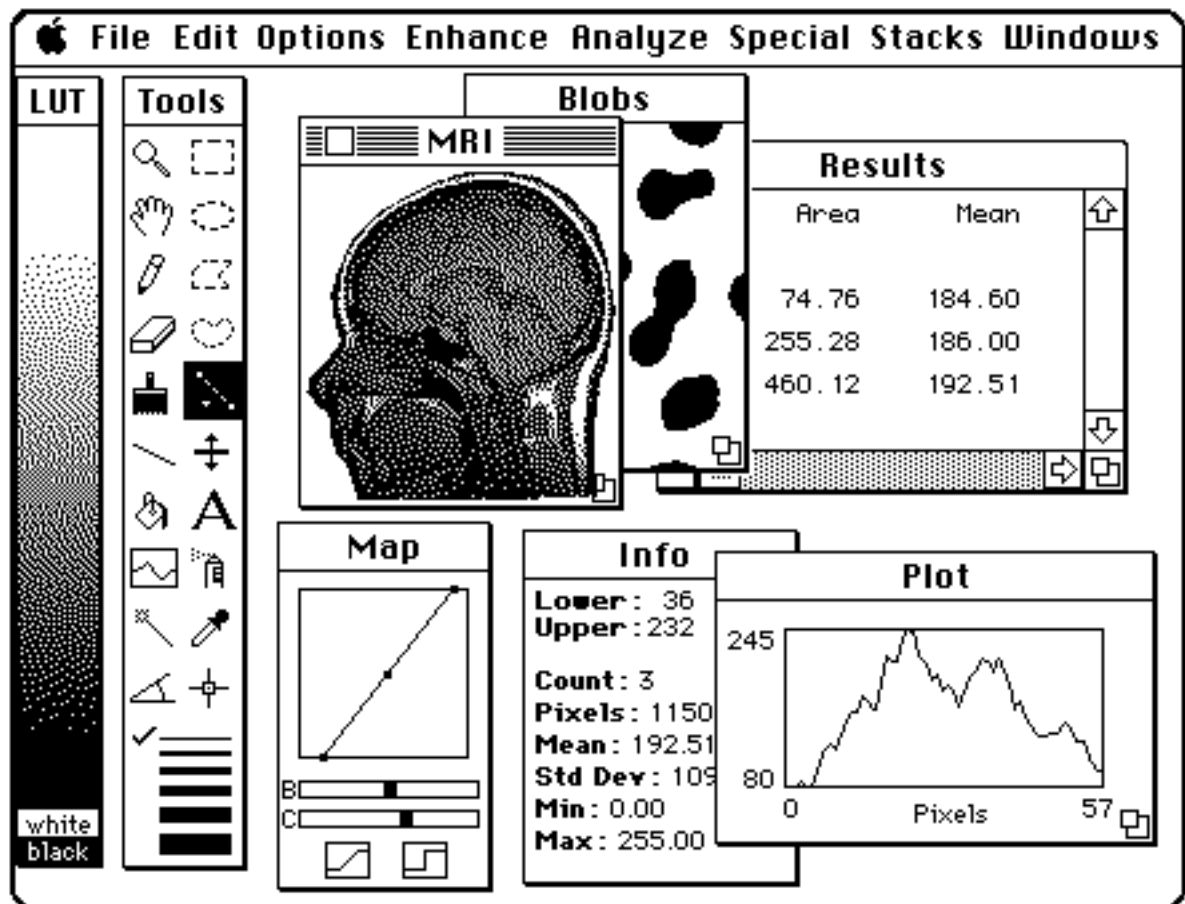 File Edit Options Enhance Analyze Special Stacks Windows
LUT
white
black
Tools
A
Blobs
MRI
Results
Area Mean
74.76 184.60
255.28 186.00
460.12 192.51
Map
B
C
Info
Lower: 36
Upper:232
Count: 3
Pixels: 1150
Mean: 192.51
Std Dev: 109
Min: 0.00
Max: 255.00
Plot
245
80
0 Pixels 57